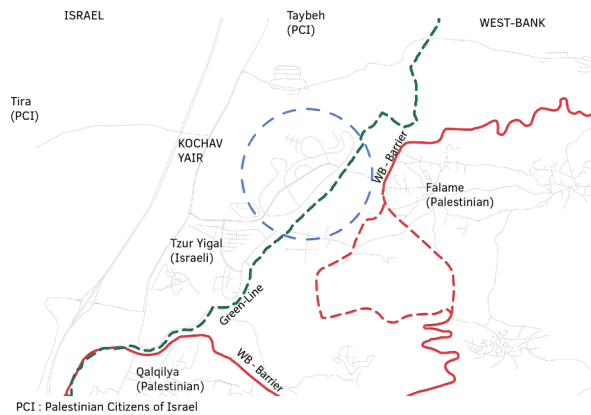 ISRAEL
Taybeh
(PCI)
WEST-BANK
Tira
(PCI)
KOCHAV
YAIR
WB - Barrier
Falame
(Palestinian)
Tzur Yigal
(Israeli)
Green-Line
WB - Barrier
Qalqilya
(Palestinian)
PCI : Palestinian Citizens of Israel